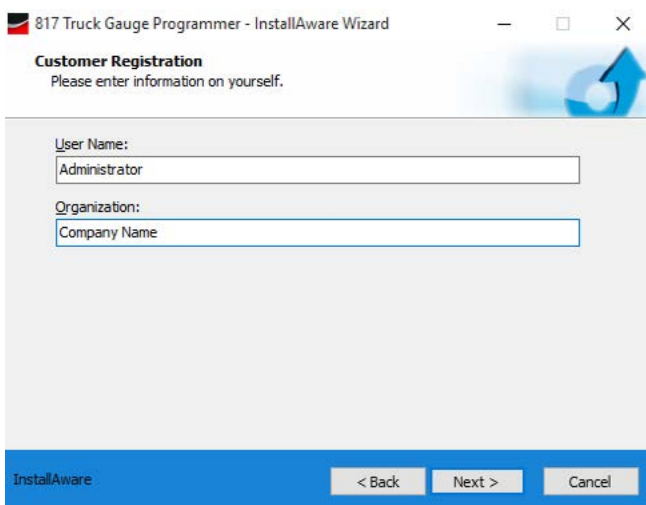 817 Truck Gauge Programmer - InstallAware Wizard
Customer Registration
Please enter information on yourself.
User Name:
Administrator
Organization:
Company Name
InstallAware
< Back
Next >
Cancel